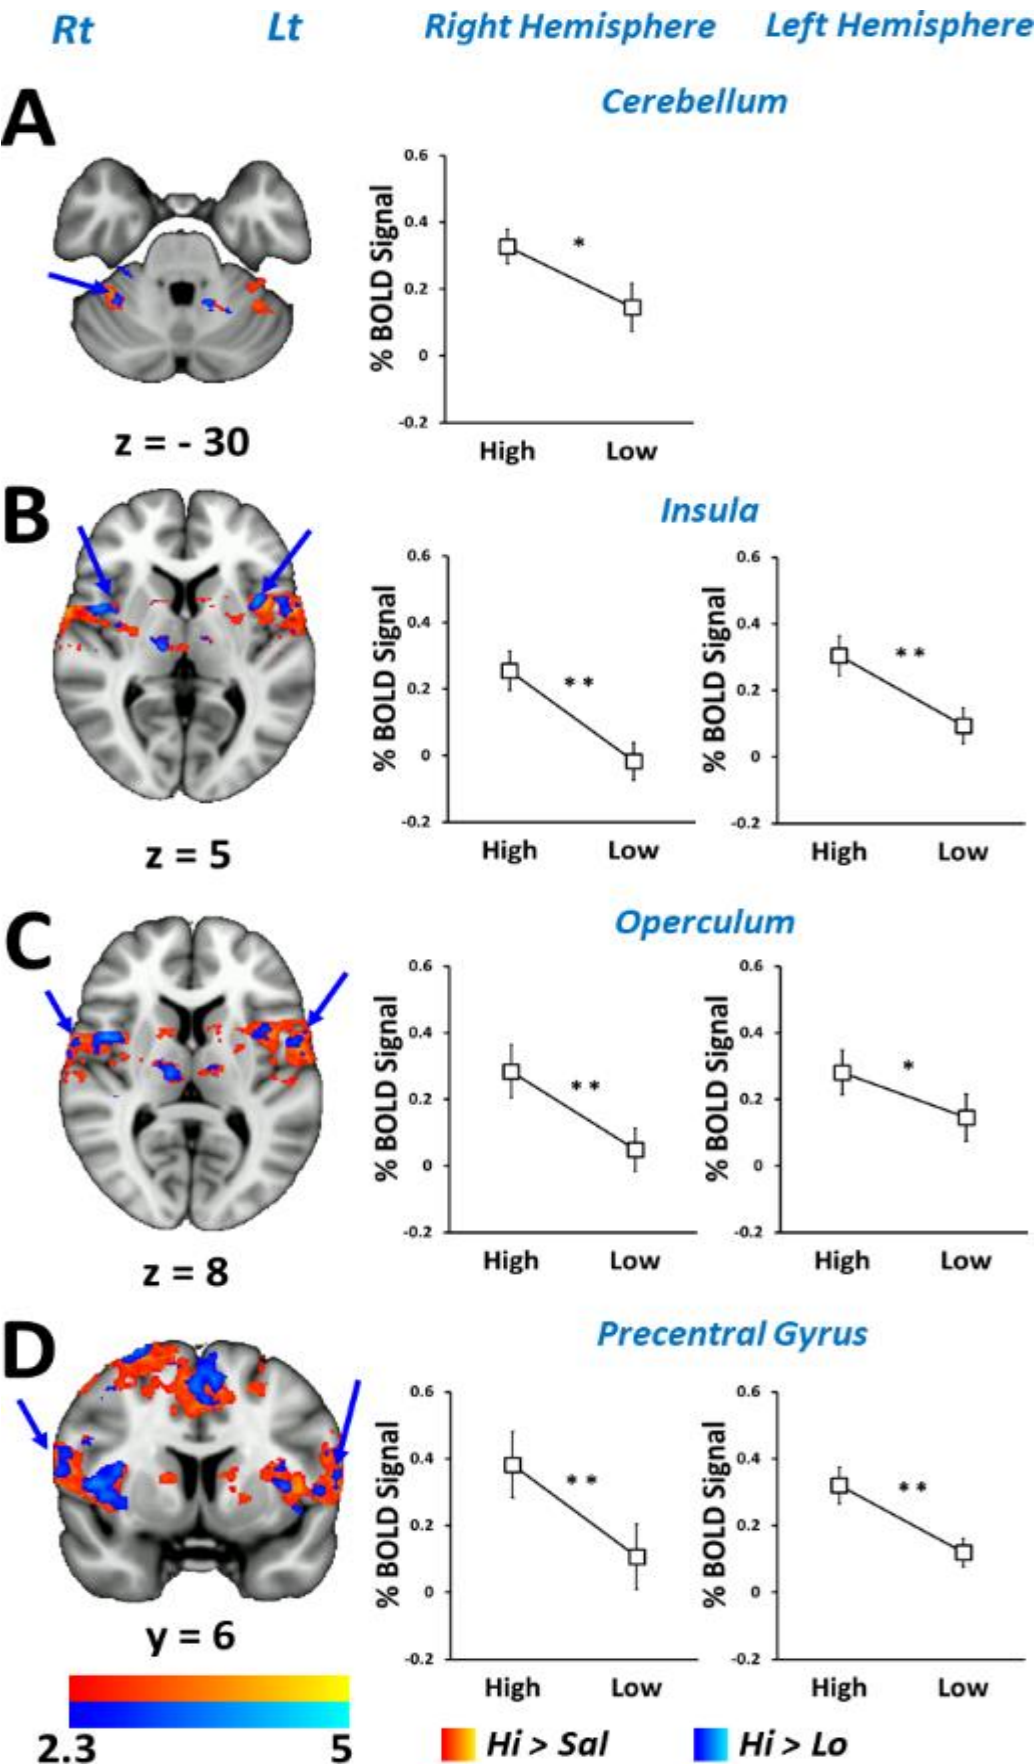 Rt Lt Right Hemisphere Left Hemisphere
A
Cerebellum
0.6
0.4
0.2
0
-0.2
% BOLD Signal
*
High Low
z = - 30
B
Insula
0.6
0.4
0.2
0
-0.2
% BOLD Signal
**
High Low
0.6
0.4
0.2
0
-0.2
% BOLD Signal
**
High Low
z = 5
C
Operculum
0.6
0.4
0.2
0
-0.2
% BOLD Signal
**
High Low
0.6
0.4
0.2
0
-0.2
% BOLD Signal
*
High Low
z = 8
D
Precentral Gyrus
0.6
0.4
0.2
0
-0.2
% BOLD Signal
**
High Low
0.6
0.4
0.2
0
-0.2
% BOLD Signal
**
High Low
y = 6
2.3 5
Hi > Sal Hi > Lo